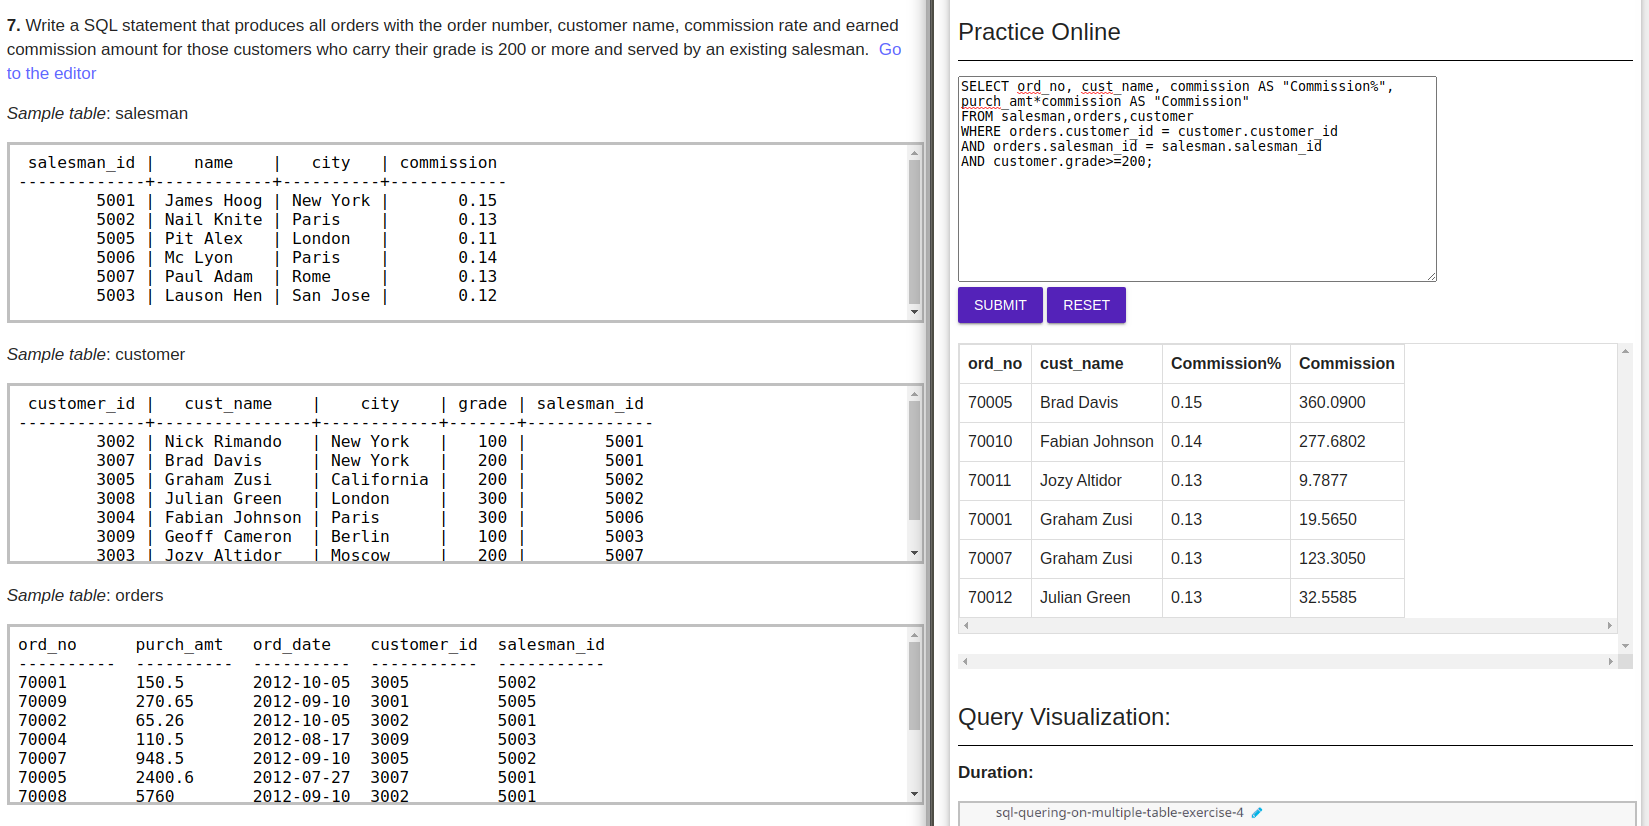 7. Write a SQL statement that produces all orders with the order number, customer name, commission rate and earned
commission amount for those customers who carry their grade is 200 or more and served by an existing salesman.  Go
to the editor
Sample table: salesman
 salesman_id |    name    |   city   | commission
-------------+------------+----------+------------
        5001 | James Hoog | New York |       0.15
        5002 | Nail Knite | Paris    |       0.13
        5005 | Pit Alex   | London   |       0.11
        5006 | Mc Lyon    | Paris    |       0.14
        5007 | Paul Adam  | Rome     |       0.13
        5003 | Lauson Hen | San Jose |       0.12
Sample table: customer
 customer_id |   cust_name    |    city    | grade | salesman_id
-------------+----------------+------------+-------+-------------
        3002 | Nick Rimando   | New York   |   100 |        5001
        3007 | Brad Davis     | New York   |   200 |        5001
        3005 | Graham Zusi    | California |   200 |        5002
        3008 | Julian Green   | London     |   300 |        5002
        3004 | Fabian Johnson | Paris      |   300 |        5006
        3009 | Geoff Cameron  | Berlin     |   100 |        5003
        3003 | Jozy Altidor   | Moscow     |   200 |        5007
Sample table: orders
ord_no      purch_amt   ord_date    customer_id  salesman_id
----------  ----------  ----------  -----------  -----------
70001       150.5       2012-10-05  3005         5002
70009       270.65      2012-09-10  3001         5005
70002       65.26       2012-10-05  3002         5001
70004       110.5       2012-08-17  3009         5003
70007       948.5       2012-09-10  3005         5002
70005       2400.6      2012-07-27  3007         5001
70008       5760        2012-09-10  3002         5001
Practice Online
SELECT ord_no, cust_name, commission AS "Commission%",
purch_amt*commission AS "Commission"
FROM salesman,orders,customer
WHERE orders.customer_id = customer.customer_id
AND orders.salesman_id = salesman.salesman_id
AND customer.grade>=200;
SUBMIT RESET
ord_no cust_name Commission% Commission
70005 Brad Davis 0.15 360.0900
70010 Fabian Johnson 0.14 277.6802
70011 Jozy Altidor 0.13 9.7877
70001 Graham Zusi 0.13 19.5650
70007 Graham Zusi 0.13 123.3050
70012 Julian Green 0.13 32.5585
Query Visualization:
Duration:
sql-quering-on-multiple-table-exercise-4